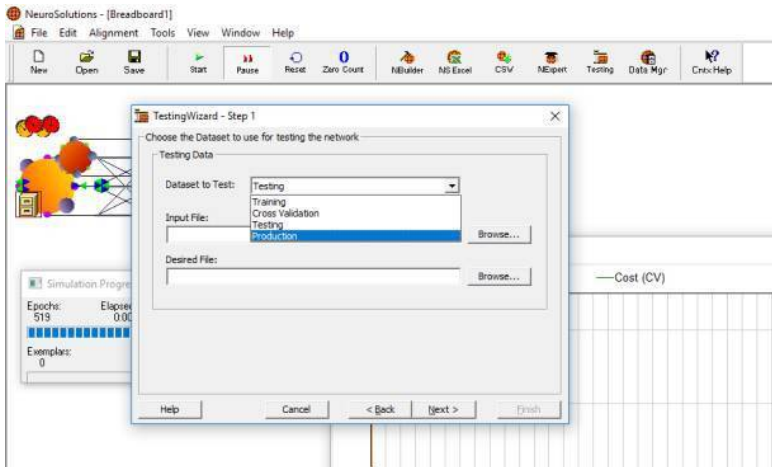 NeuroSolutions - [Breadboard1]
File Edit Alignment Tools View Window Help
New Open Save Start Pause Reset Zero Count NBuilder NS Excel CSV NExpert Testing Data Mgr Cntx Help
TestingWizard - Step 1
Choose the Dataset to use for testing the network
Testing Data
Dataset to Test: Testing
Training
Cross Validation
Testing
Production
Input File:
Browse...
Desired File:
Browse...
Help Cancel < Back Next > Finish
Simulation Progre
Epochs: Elapsed
519 0:00
Exemplars:
0
Cost (CV)